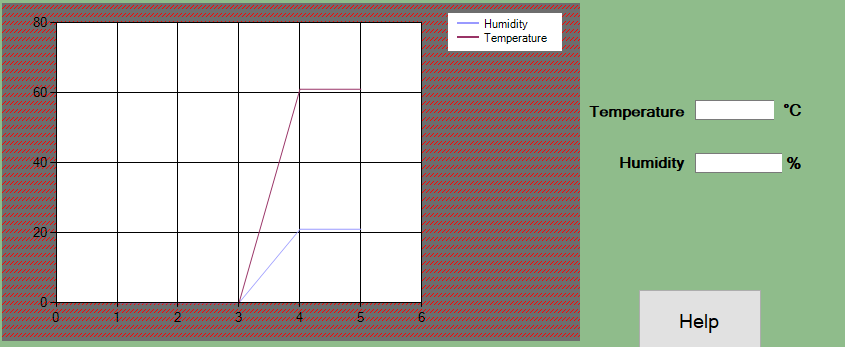 80
60
40
20
0
0 1 2 3 4 5 6
Humidity
Temperature
Temperature °C
Humidity %
Help